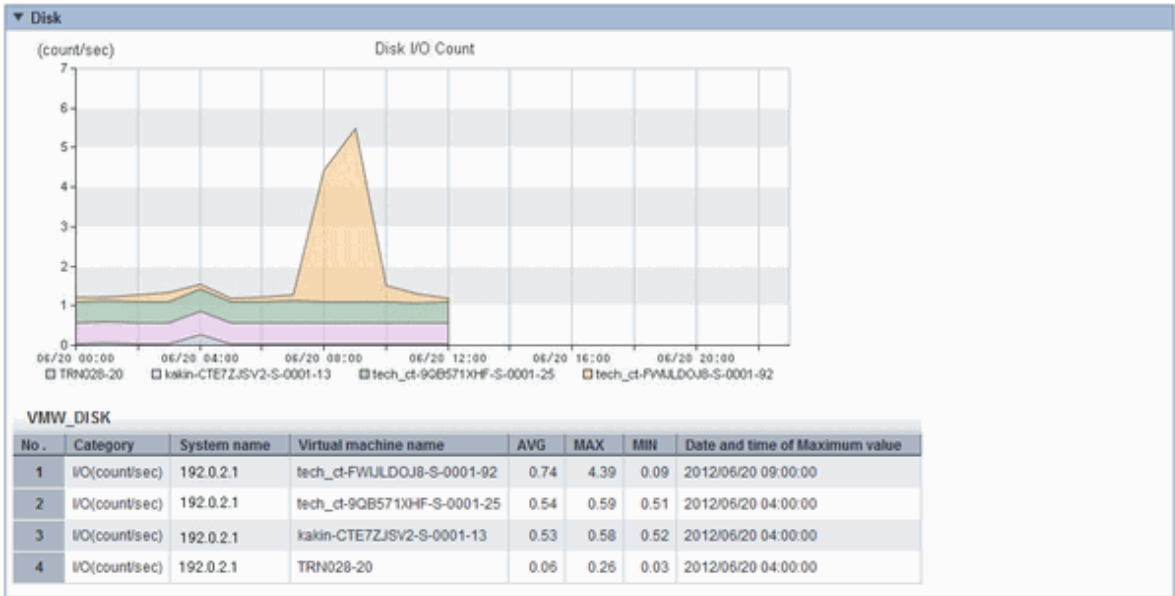 ▼ Disk
(count/sec) Disk I/O Count
7
6
5
4
3
2
1
0
06/20 00:00 06/20 04:00 06/20 08:00 06/20 12:00 06/20 16:00 06/20 20:00
TRN028-20 kakin-CTE7ZJSV2-S-0001-13 tech_ct-9QB571XHF-S-0001-25 tech_ct-FWIJLDOJ8-S-0001-92
VMW_DISK
No. Category System name Virtual machine name AVG MAX MIN Date and time of Maximum value
1 I/O(count/sec) 192.0.2.1 tech_ct-FWIJLDOJ8-S-0001-92 0.74 4.39 0.09 2012/06/20 09:00:00
2 I/O(count/sec) 192.0.2.1 tech_ct-9QB571XHF-S-0001-25 0.54 0.59 0.51 2012/06/20 04:00:00
3 I/O(count/sec) 192.0.2.1 kakin-CTE7ZJSV2-S-0001-13 0.53 0.58 0.52 2012/06/20 04:00:00
4 I/O(count/sec) 192.0.2.1 TRN028-20 0.06 0.26 0.03 2012/06/20 04:00:00